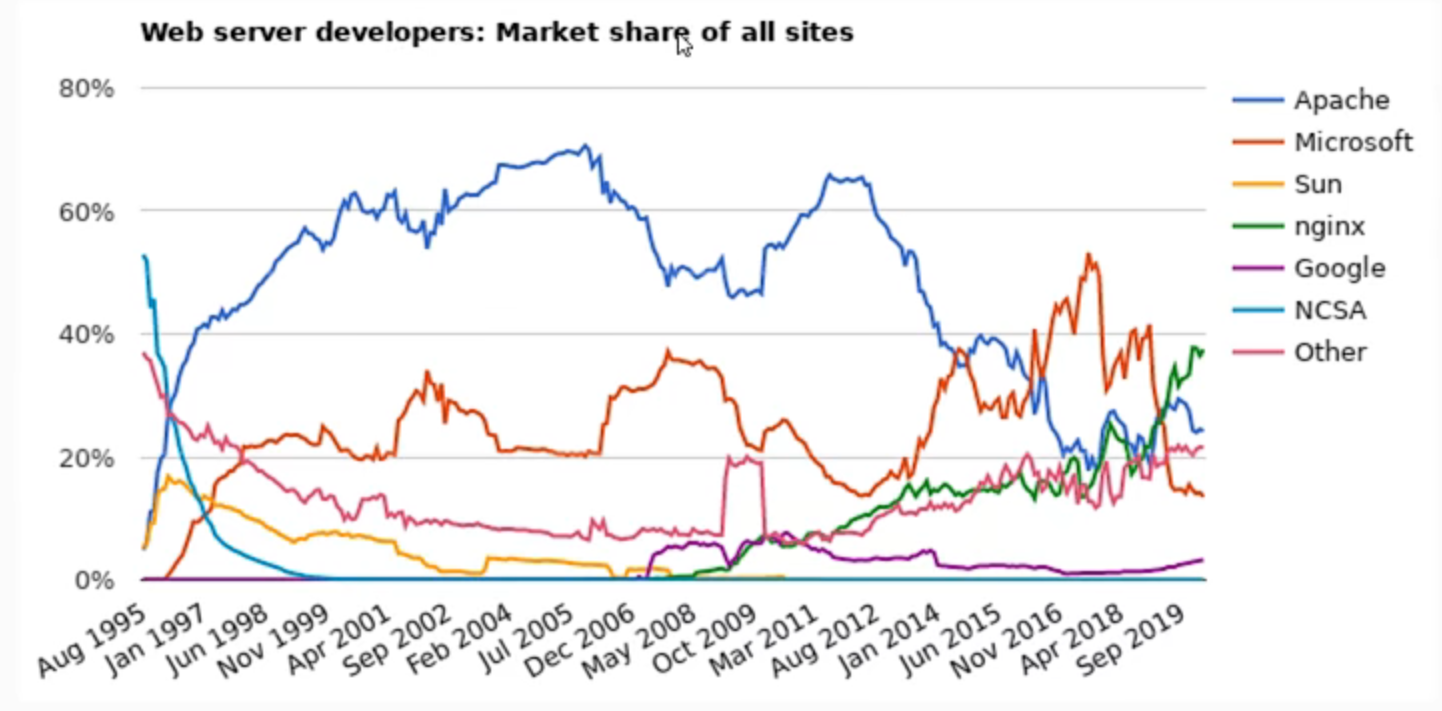 Web server developers: Market share of all sites
80%
60%
40%
20%
0%
Aug 1995
Jan 1997
Jun 1998
Nov 1999
Apr 2001
Sep 2002
Feb 2004
Jul 2005
Dec 2006
May 2008
Oct 2009
Mar 2011
Aug 2012
Jan 2014
Jun 2015
Nov 2016
Apr 2018
Sep 2019
Apache
Microsoft
Sun
nginx
Google
NCSA
Other